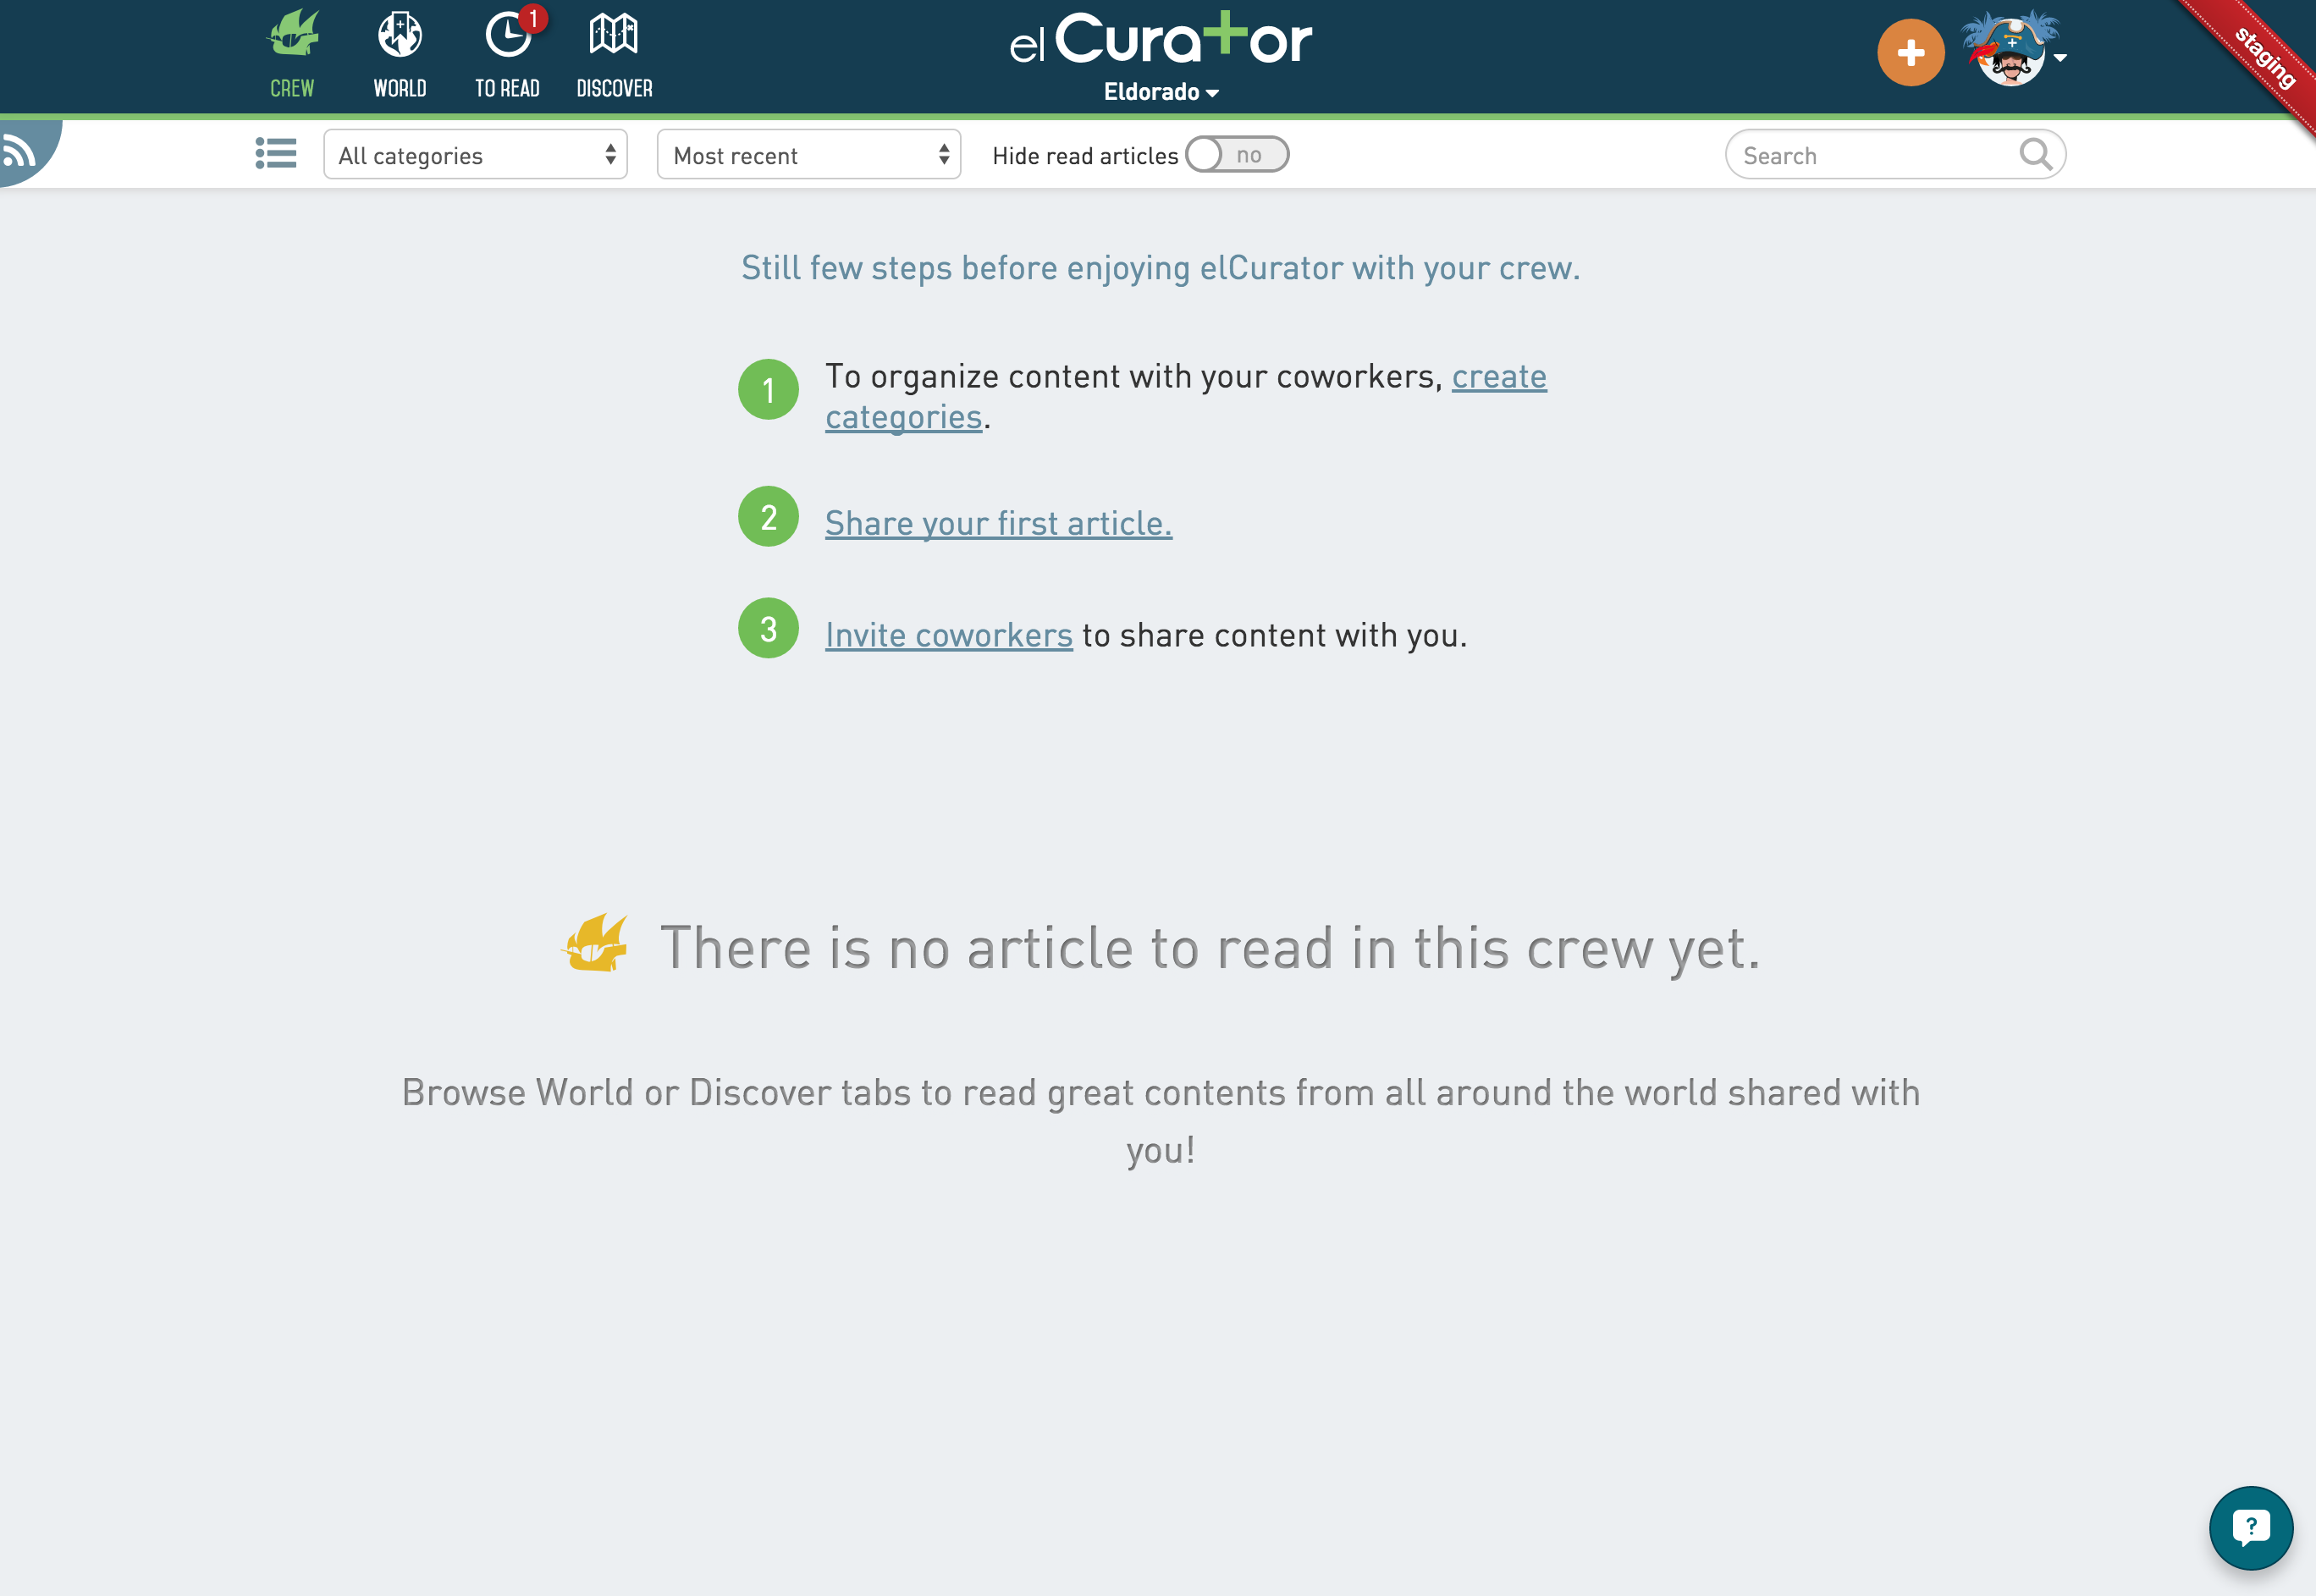 1
CREW
WORLD
TO READ
DISCOVER
elCurator
Eldorado
staging
All categories
Most recent
Hide read articles
no
Search
Still few steps before enjoying elCurator with your crew.
1
To organize content with your coworkers, create
categories.
2
Share your first article.
3
Invite coworkers to share content with you.
There is no article to read in this crew yet.
Browse World or Discover tabs to read great contents from all around the world shared with
you!
?